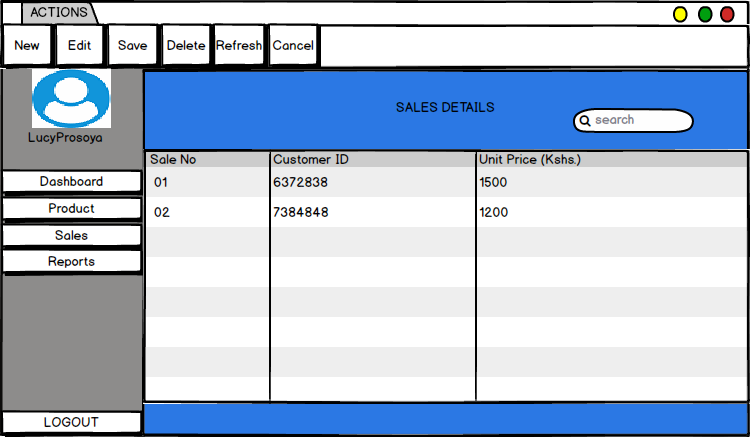 ACTIONS
New Edit Save Delete Refresh Cancel
LucyProsoya
SALES DETAILS
search
Dashboard
Product
Sales
Reports
LOGOUT
Sale No Customer ID Unit Price (Kshs.)
01 6372838 1500
02 7384848 1200